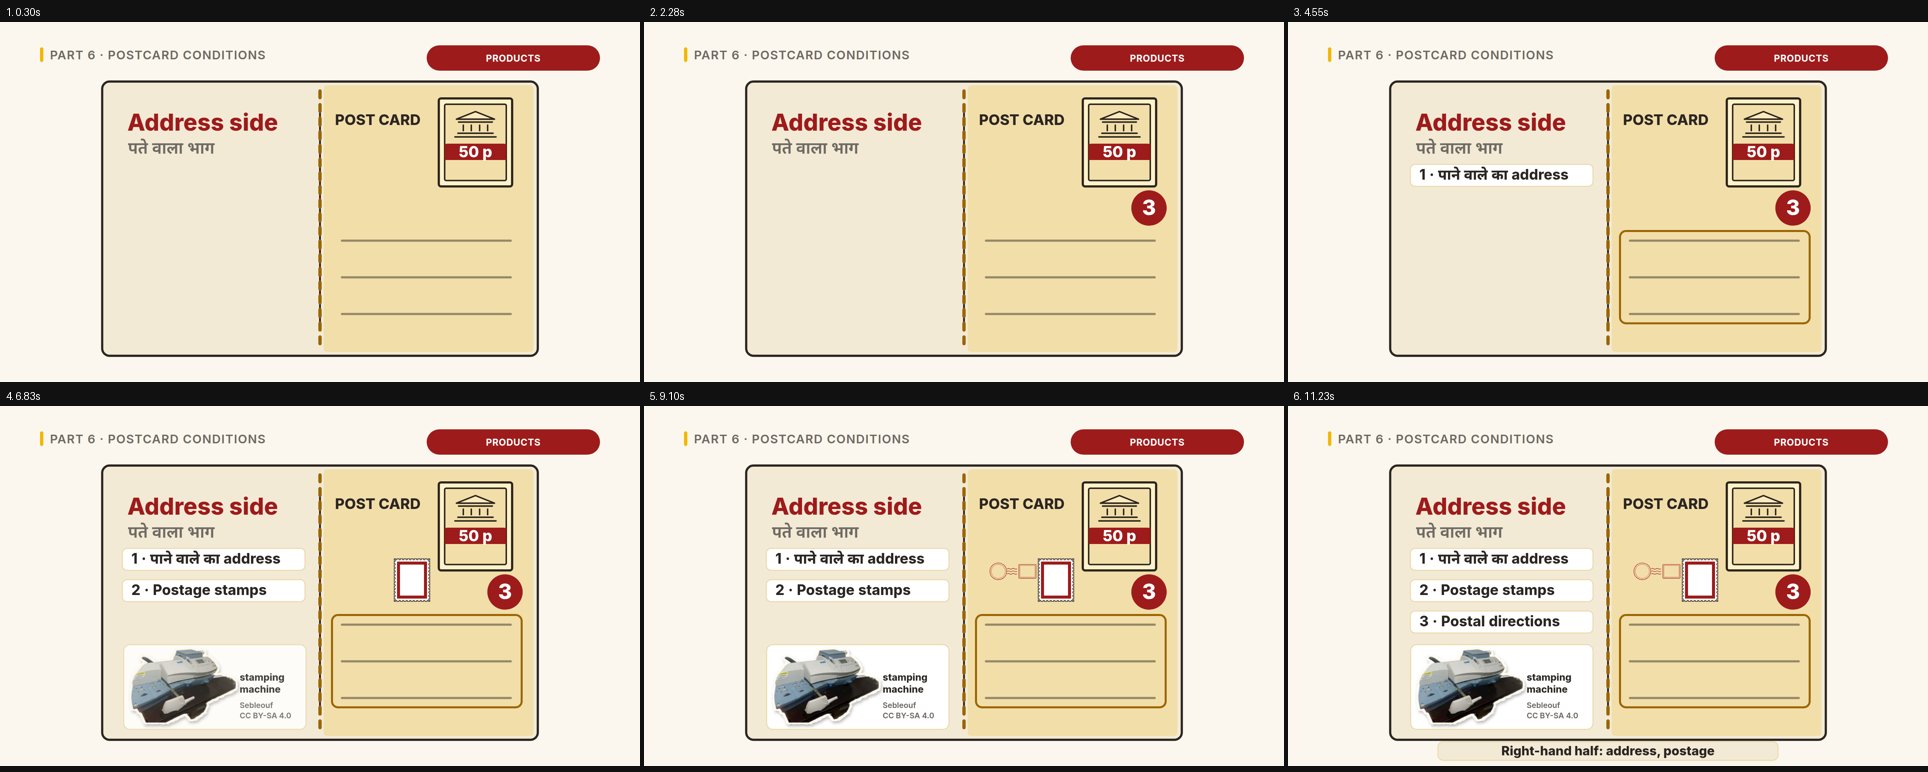 1. 0.30s
PART 6 · POSTCARD CONDITIONS
PRODUCTS
Address side
पते वाला भाग
POST CARD
50 p
2. 2.28s
PART 6 · POSTCARD CONDITIONS
PRODUCTS
Address side
पते वाला भाग
POST CARD
50 p
3
3. 4.55s
PART 6 · POSTCARD CONDITIONS
PRODUCTS
Address side
पते वाला भाग
1 · पाने वाले का address
POST CARD
50 p
3
4. 6.83s
PART 6 · POSTCARD CONDITIONS
PRODUCTS
Address side
पते वाला भाग
1 · पाने वाले का address
2 · Postage stamps
stamping
machine
Sebleouf
CC BY-SA 4.0
POST CARD
50 p
3
5. 9.10s
PART 6 · POSTCARD CONDITIONS
PRODUCTS
Address side
पते वाला भाग
1 · पाने वाले का address
2 · Postage stamps
stamping
machine
Sebleouf
CC BY-SA 4.0
POST CARD
50 p
3
6. 11.23s
PART 6 · POSTCARD CONDITIONS
PRODUCTS
Address side
पते वाला भाग
1 · पाने वाले का address
2 · Postage stamps
3 · Postal directions
stamping
machine
Sebleouf
CC BY-SA 4.0
POST CARD
50 p
3
Right-hand half: address, postage